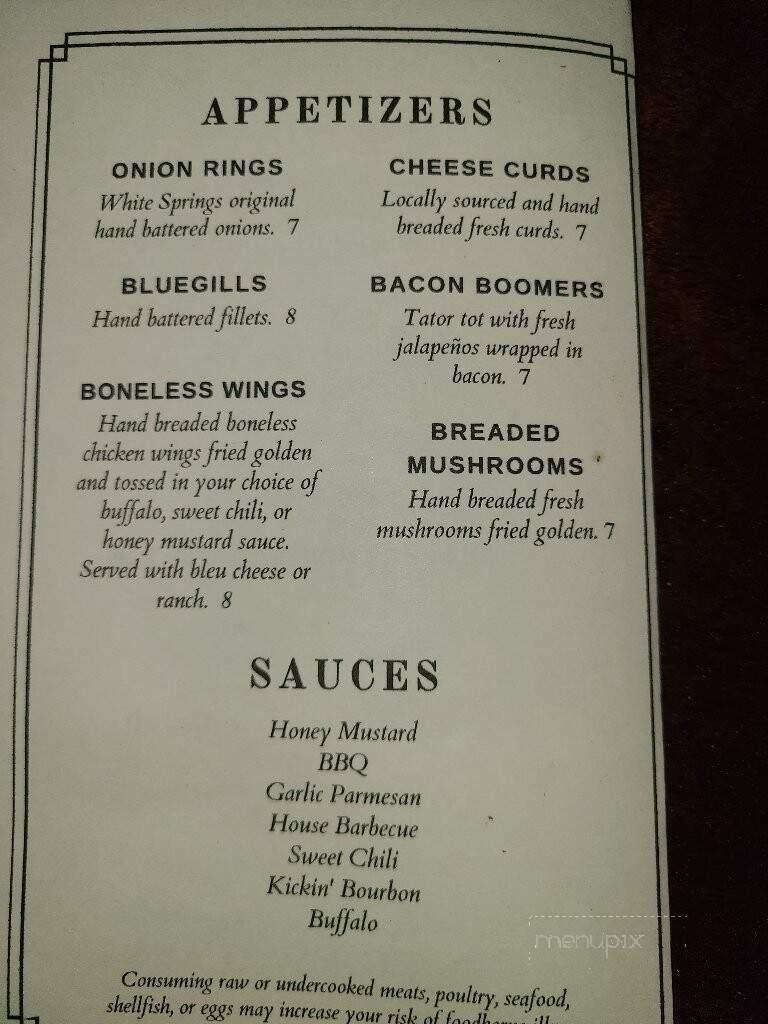 APPETIZERS
ONION RINGS
White Springs original
hand battered onions. 7
BLUEGILLS
Hand battered fillets. 8
BONELESS WINGS
Hand breaded boneless
chicken wings fried golden
and tossed in your choice of
buffalo, sweet chili, or
honey mustard sauce.
Served with bleu cheese or
ranch. 8
CHEESE CURDS
Locally sourced and hand
breaded fresh curds. 7
BACON BOOMERS
Tator tot with fresh
jalapeños wrapped in
bacon. 7
BREADED
MUSHROOMS
Hand breaded fresh
mushrooms fried golden. 7
SAUCES
Honey Mustard
BBQ
Garlic Parmesan
House Barbecue
Sweet Chili
Kickin' Bourbon
Buffalo
menupix
Consuming raw or undercooked meats, poultry, seafood,
shellfish, or eggs may increase your risk of